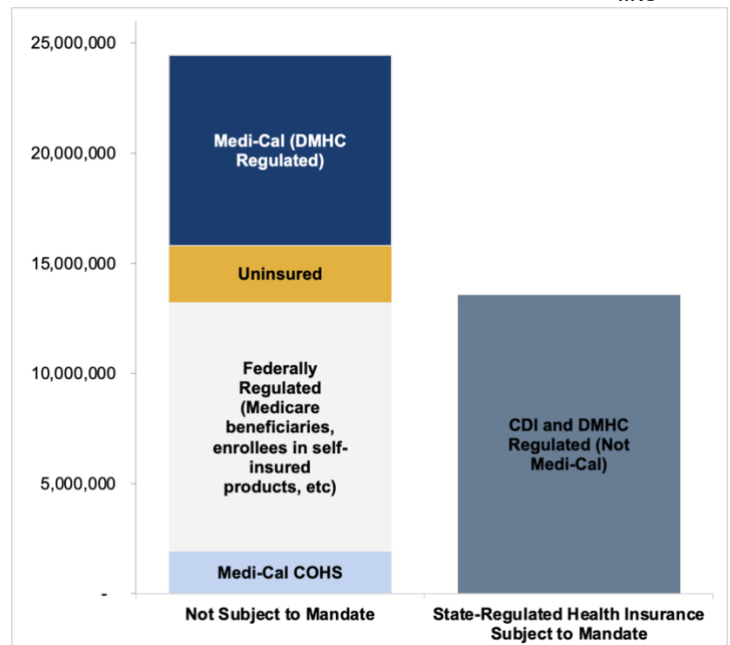 25,000,000
20,000,000
15,000,000
10,000,000
5,000,000
-
Medi-Cal (DMHC
Regulated)
Uninsured
Federally
Regulated
(Medicare
beneficiaries,
enrollees in self-
insured
products, etc)
Medi-Cal COHS
CDI and DMHC
Regulated (Not
Medi-Cal)
Not Subject to Mandate
State-Regulated Health Insurance
Subject to Mandate